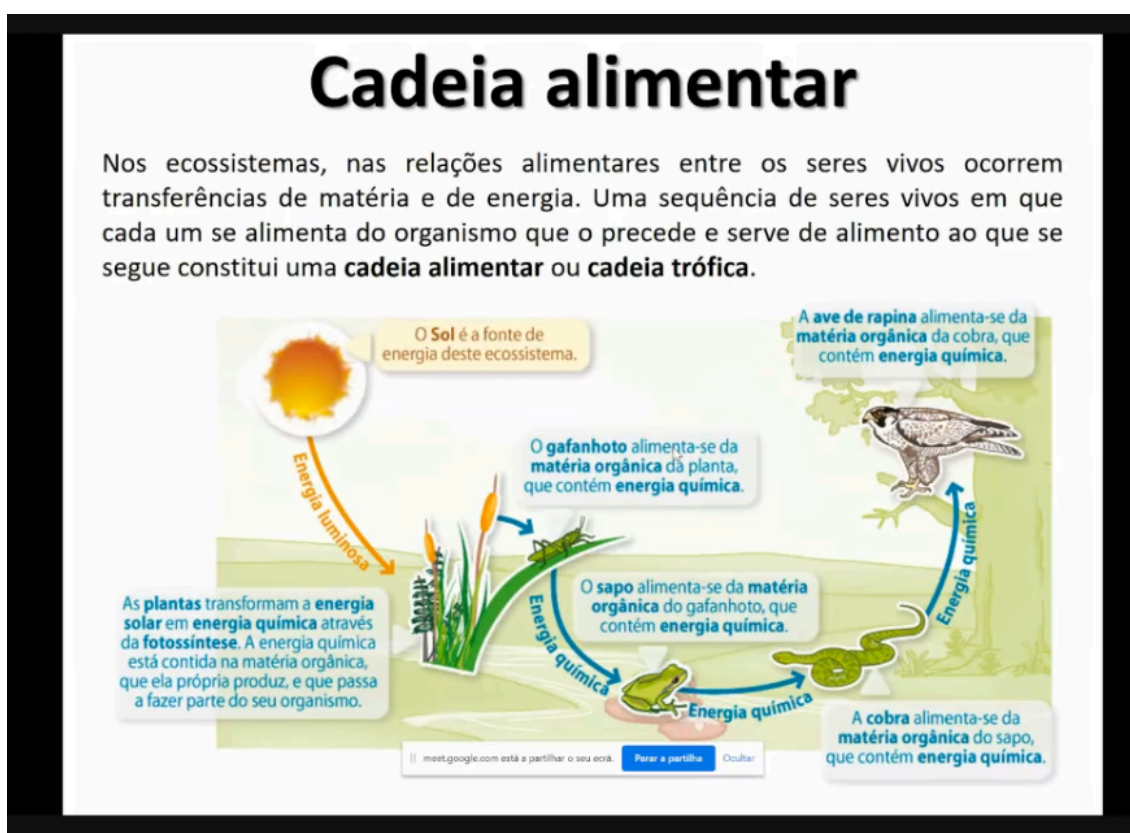 Cadeia alimentar
Nos ecossistemas, nas relações alimentares entre os seres vivos ocorrem
transferências de matéria e de energia. Uma sequência de seres vivos em que
cada um se alimenta do organismo que o precede e serve de alimento ao que se
segue constitui uma cadeia alimentar ou cadeia trófica.
O Sol é a fonte de
energia deste ecossistema.
A ave de rapina alimenta-se da
matéria orgânica da cobra, que
contém energia química.
Energia luminosa
O gafanhoto alimenta-se da
matéria orgânica da planta,
que contém energia química.
As plantas transformam a energia
solar em energia química através
da fotossíntese. A energia química
está contida na matéria orgânica,
que ela própria produz, e que passa
a fazer parte do seu organismo.
Energia química
O sapo alimenta-se da matéria
orgânica do gafanhoto, que
contém energia química.
Energia química
Energia química
A cobra alimenta-se da
matéria orgânica do sapo,
que contém energia química.
meet.google.com está a partilhar o seu ecrã.
Parar a partilha
Ocultar